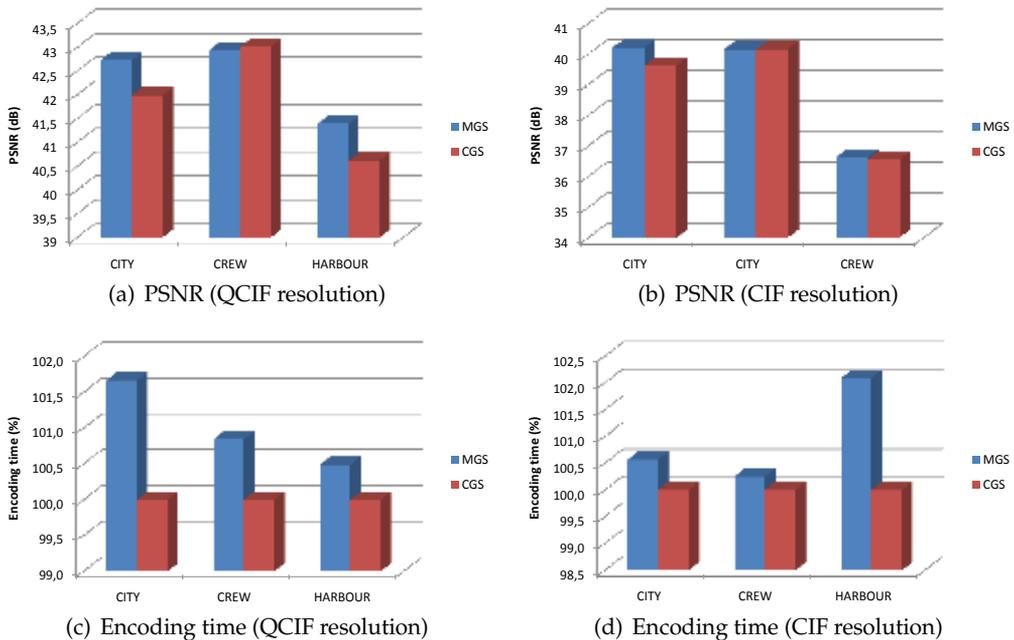 43,5
43
42,5
42
41,5
41
40,5
40
39,5
39
PSNR (dB)
CITY
CREW
HARBOUR
MGS
CGS
(a) PSNR (QCIF resolution)
41
40
39
38
37
36
35
34
PSNR (dB)
CITY
CITY
CREW
MGS
CGS
(b) PSNR (CIF resolution)
102,0
101,5
101,0
100,5
100,0
99,5
99,0
Encoding time (%)
CITY
CREW
HARBOUR
MGS
CGS
(c) Encoding time (QCIF resolution)
102,5
102,0
101,5
101,0
100,5
100,0
99,5
99,0
98,5
Encoding time (%)
CITY
CREW
HARBOUR
MGS
CGS
(d) Encoding time (CIF resolution)